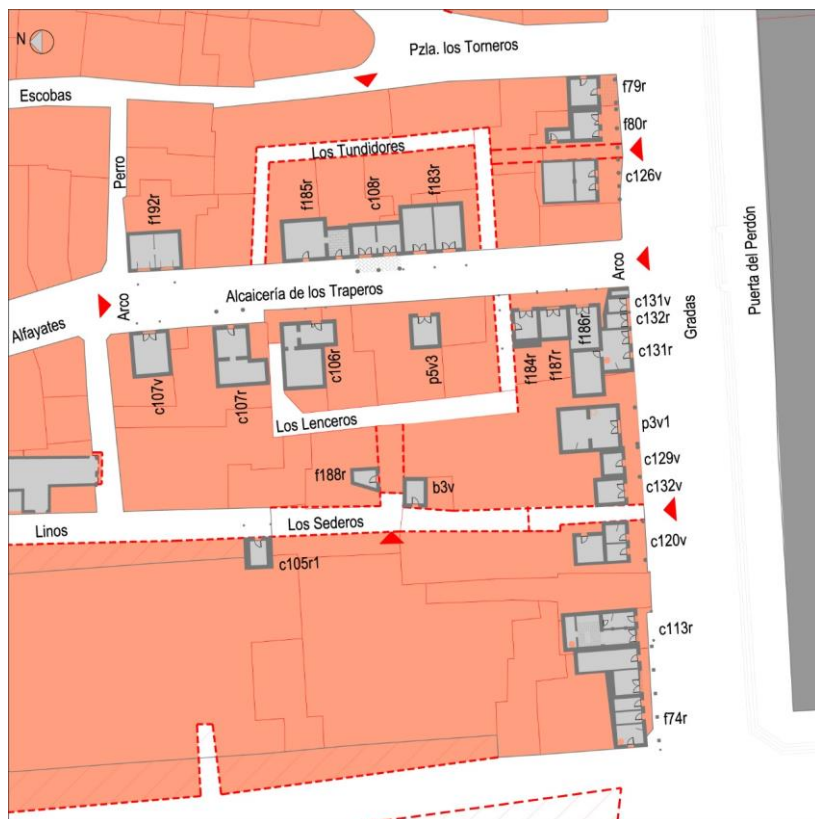 N
Pzla. los Torneros
Escobas
Perro
Los Tundidores
f79r
f80r
c126v
f192r
f185r
c108r
f183r
Puerta del Perdón
Arco
Alcaicería de los Traperos
Arco
Gradas
Alfayates
c131v
c132r
c131r
c107v
c107r
c106r
p5v3
f184r
f187r
f186r
Los Lenceros
p3v1
c129v
c132v
f188r
b3v
Linos
Los Sederos
c120v
c105r1
c113r
f74r